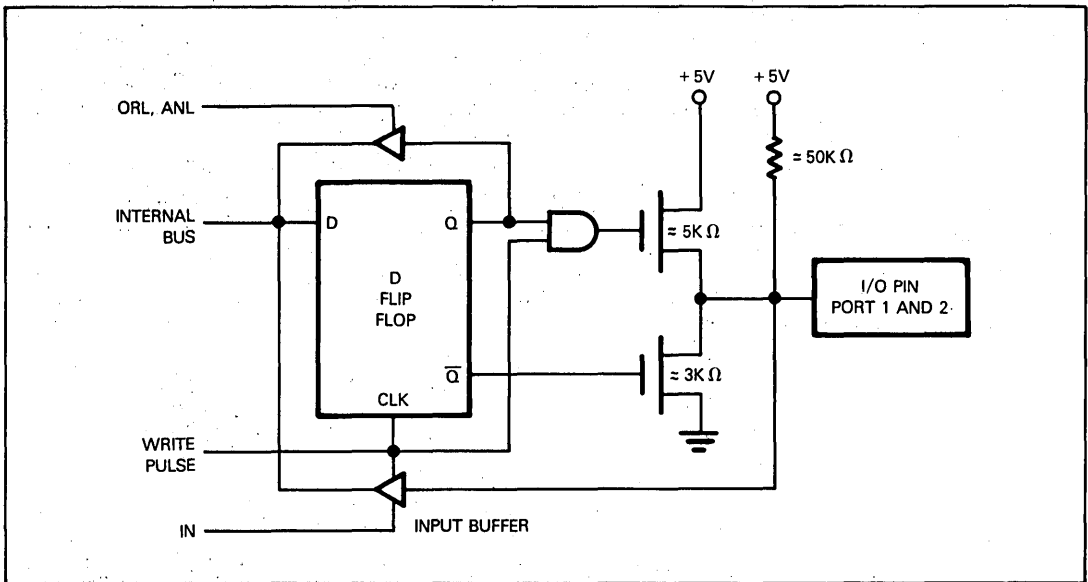 +5V +5V
ORL, ANL
≈ 50K Ω
INTERNAL
BUS
D
Q
≈ 5K Ω
D
FLIP
FLOP
I/O PIN
PORT 1 AND 2
Q̅
≈ 3K Ω
CLK
WRITE
PULSE
IN
INPUT BUFFER